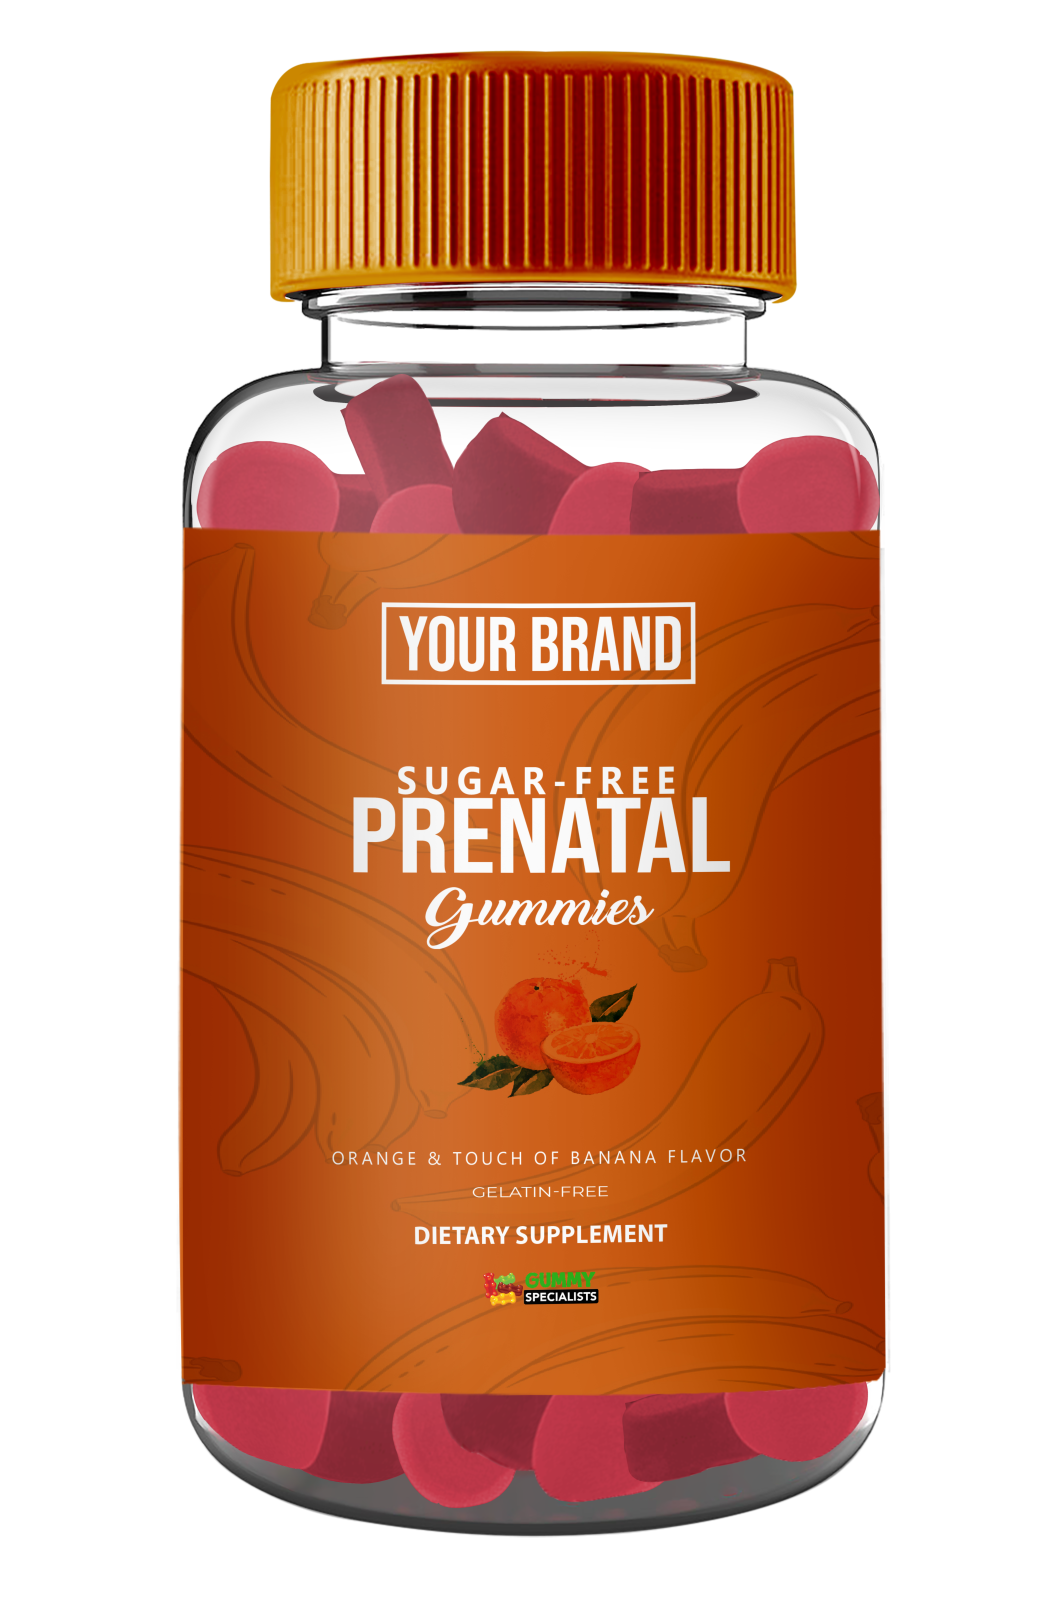 YOUR BRAND
SUGAR-FREE
PRENATAL
Gummies
ORANGE & TOUCH OF BANANA FLAVOR
GELATIN-FREE
DIETARY SUPPLEMENT
GUMMY
SPECIALISTS